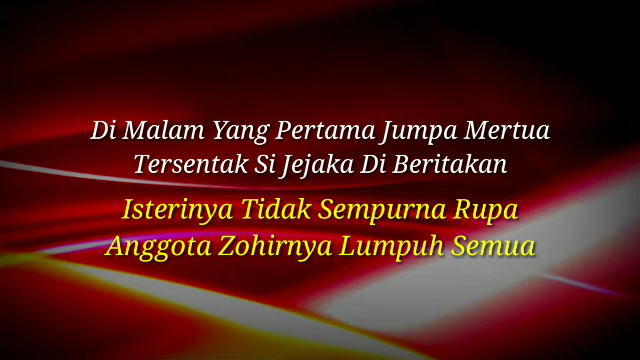 Di Malam Yang Pertama Jumpa Mertua
Tersentak Si Jejaka Di Beritakan
Isterinya Tidak Sempurna Rupa
Anggota Zohirnya Lumpuh Semua